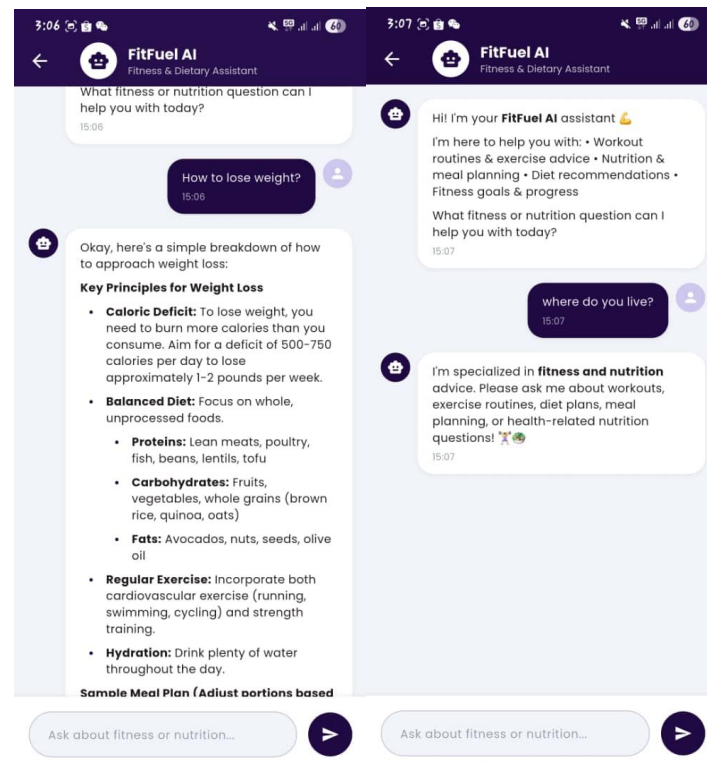 3:06
60
FitFuel AI
Fitness & Dietary Assistant
What fitness or nutrition question can I
help you with today?
15:06
How to lose weight?
15:06
Okay, here's a simple breakdown of how
to approach weight loss:
Key Principles for Weight Loss
• Caloric Deficit: To lose weight, you
need to burn more calories than you
consume. Aim for a deficit of 500-750
calories per day to lose
approximately 1-2 pounds per week.
• Balanced Diet: Focus on whole,
unprocessed foods.
• Proteins: Lean meats, poultry,
fish, beans, lentils, tofu
• Carbohydrates: Fruits,
vegetables, whole grains (brown
rice, quinoa, oats)
• Fats: Avocados, nuts, seeds, olive
oil
• Regular Exercise: Incorporate both
cardiovascular exercise (running,
swimming, cycling) and strength
training.
• Hydration: Drink plenty of water
throughout the day.
Sample Meal Plan (Adjust portions based
Ask about fitness or nutrition...
3:07
60
FitFuel AI
Fitness & Dietary Assistant
Hi! I'm your FitFuel AI assistant 💪
I'm here to help you with: • Workout
routines & exercise advice • Nutrition &
meal planning • Diet recommendations •
Fitness goals & progress
What fitness or nutrition question can I
help you with today?
15:07
where do you live?
15:07
I'm specialized in fitness and nutrition
advice. Please ask me about workouts,
exercise routines, diet plans, meal
planning, or health-related nutrition
questions! 🏋️🥗
15:07
Ask about fitness or nutrition...